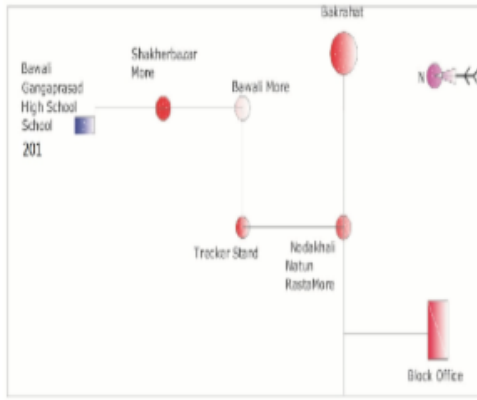 Bakrahat
Shakherbazar
More
Bawali
Gangaprasad
High School
School
201
Bawali More
N
Trecker Stand
Nodakhali
Natun
RastaMore
Block Office